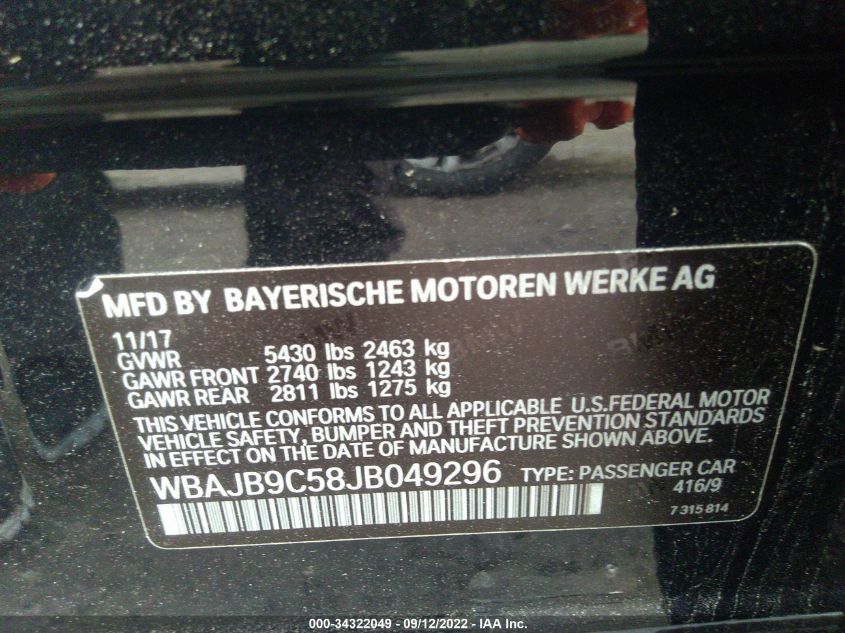 MFD BY BAYERISCHE MOTOREN WERKE AG
11/17
GVWR 5430 lbs 2463 kg
GAWR FRONT 2740 lbs 1243 kg
GAWR REAR 2811 lbs 1275 kg
THIS VEHICLE CONFORMS TO ALL APPLICABLE U.S.FEDERAL MOTOR
VEHICLE SAFETY, BUMPER AND THEFT PREVENTION STANDARDS
IN EFFECT ON THE DATE OF MANUFACTURE SHOWN ABOVE.
WBAJB9C58JB049296 TYPE: PASSENGER CAR
416/9
7 315 814
000-34322049 - 09/12/2022 - IAA Inc.